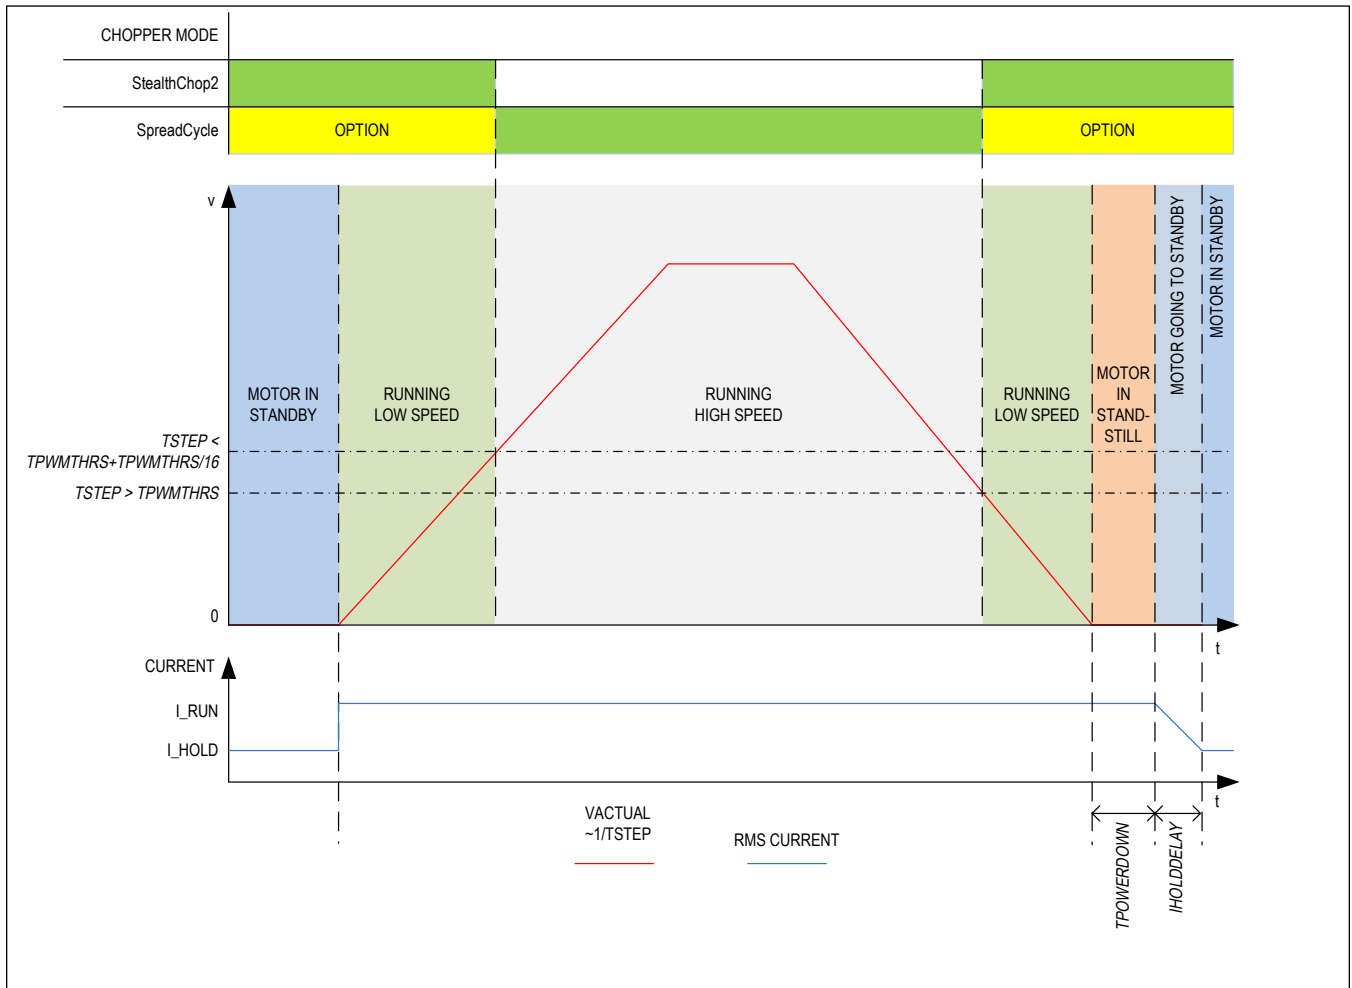 CHOPPER MODE
StealthChop2
SpreadCycle
OPTION
OPTION
v
MOTOR IN
STANDBY
RUNNING
LOW SPEED
RUNNING
HIGH SPEED
RUNNING
LOW SPEED
MOTOR
IN
STAND-
STILL
MOTOR GOING TO STANDBY
MOTOR IN STANDBY
TSTEP <
TPWMTHRS+TPWMTHRS/16
TSTEP > TPWMTHRS
0
t
CURRENT
I_RUN
I_HOLD
t
VACTUAL
~1/TSTEP
RMS CURRENT
TPOWERDOWN
IHOLDDELAY